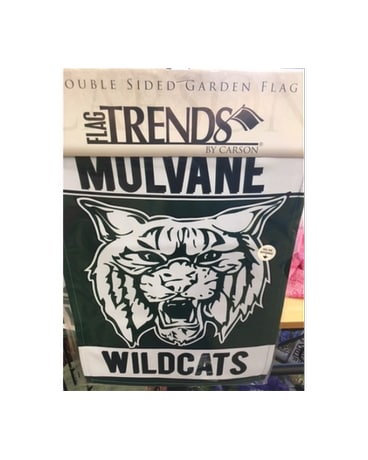 OUBLE SIDED GARDEN FLAG
FLAG
TRENDS
BY CARSON®
MULVANE
WILDCATS